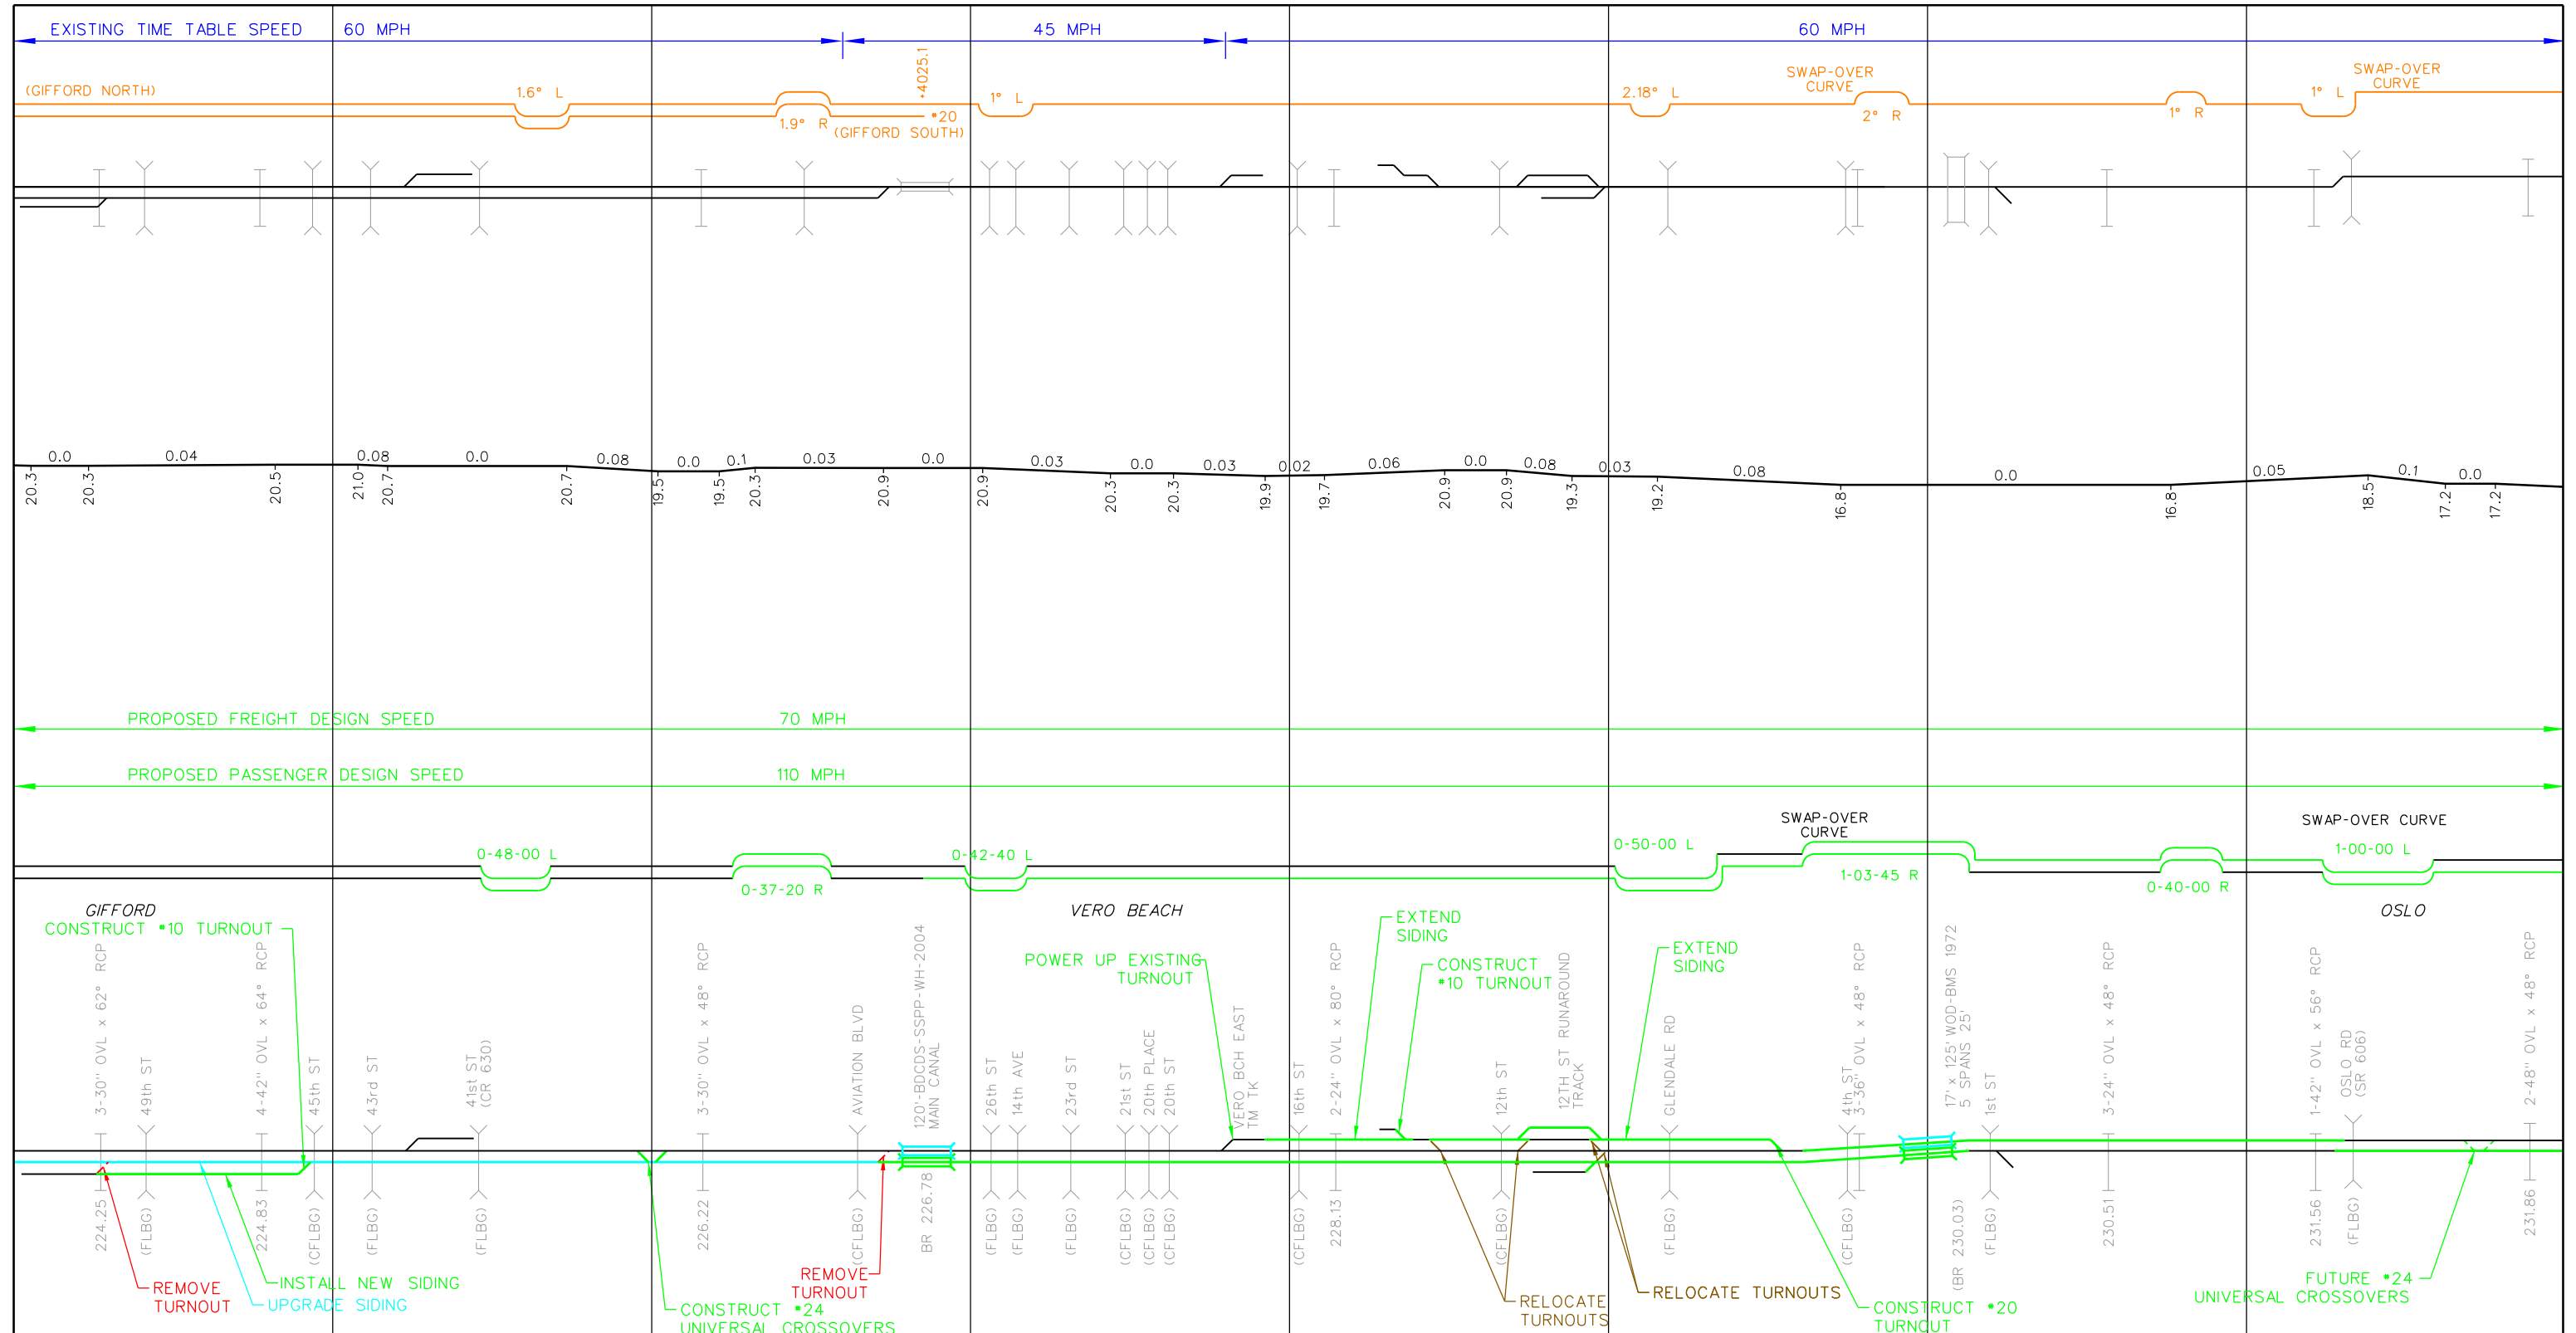 EXISTING TIME TABLE SPEED 60 MPH
45 MPH
60 MPH
(GIFFORD NORTH)
1.6° L
1.9° R
•4025.1
•20
(GIFFORD SOUTH)
1° L
2.18° L
SWAP-OVER
CURVE
2° R
1° R
1° L
SWAP-OVER
CURVE
0.0
0.04
0.08
0.0
0.08
0.0
0.1
0.03
0.0
0.03
0.0
0.03
0.02
0.06
0.0
0.08
0.03
0.08
0.0
0.05
0.1
0.0
20.3
20.3
20.5
21.0
20.7
20.7
19.5
19.5
20.3
20.9
20.9
20.3
20.3
19.9
19.7
20.9
20.9
19.3
19.2
16.8
16.8
18.5
17.2
17.2
PROPOSED FREIGHT DESIGN SPEED
70 MPH
PROPOSED PASSENGER DESIGN SPEED
110 MPH
0-48-00 L
0-37-20 R
0-42-40 L
0-50-00 L
SWAP-OVER
CURVE
1-03-45 R
0-40-00 R
SWAP-OVER CURVE
1-00-00 L
GIFFORD
VERO BEACH
OSLO
CONSTRUCT •10 TURNOUT
POWER UP EXISTING
TURNOUT
EXTEND
SIDING
CONSTRUCT
•10 TURNOUT
EXTEND
SIDING
3-30" OVL x 62° RCP
49th ST
4-42" OVL x 64° RCP
45th ST
43rd ST
41st ST
(CR 630)
3-30" OVL x 48° RCP
AVIATION BLVD
120'-BDCDS-SSPP-WH-2004
MAIN CANAL
26th ST
14th AVE
23rd ST
21st ST
20th PLACE
20th ST
VERO BCH EAST
TM TK
16th ST
2-24" OVL x 80° RCP
12th ST
12TH ST RUNAROUND
TRACK
GLENDALE RD
4th ST
3-36" OVL x 48° RCP
17' x 125' WOD-BMS 1972
5 SPANS 25'
1st ST
3-24" OVL x 48° RCP
1-42" OVL x 56° RCP
OSLO RD
(SR 606)
2-48" OVL x 48° RCP
224.25
(FLBG)
224.83
(CFLBG)
(FLBG)
(FLBG)
226.22
(CFLBG)
BR 226.78
(FLBG)
(FLBG)
(FLBG)
(CFLBG)
(CFLBG)
(CFLBG)
(CFLBG)
228.13
(CFLBG)
(FLBG)
(CFLBG)
(BR 230.03)
(FLBG)
230.51
231.56
(FLBG)
231.86
REMOVE
TURNOUT
INSTALL NEW SIDING
UPGRADE SIDING
CONSTRUCT •24
UNIVERSAL CROSSOVERS
REMOVE
TURNOUT
RELOCATE
TURNOUTS
RELOCATE TURNOUTS
CONSTRUCT •20
TURNOUT
FUTURE •24
UNIVERSAL CROSSOVERS